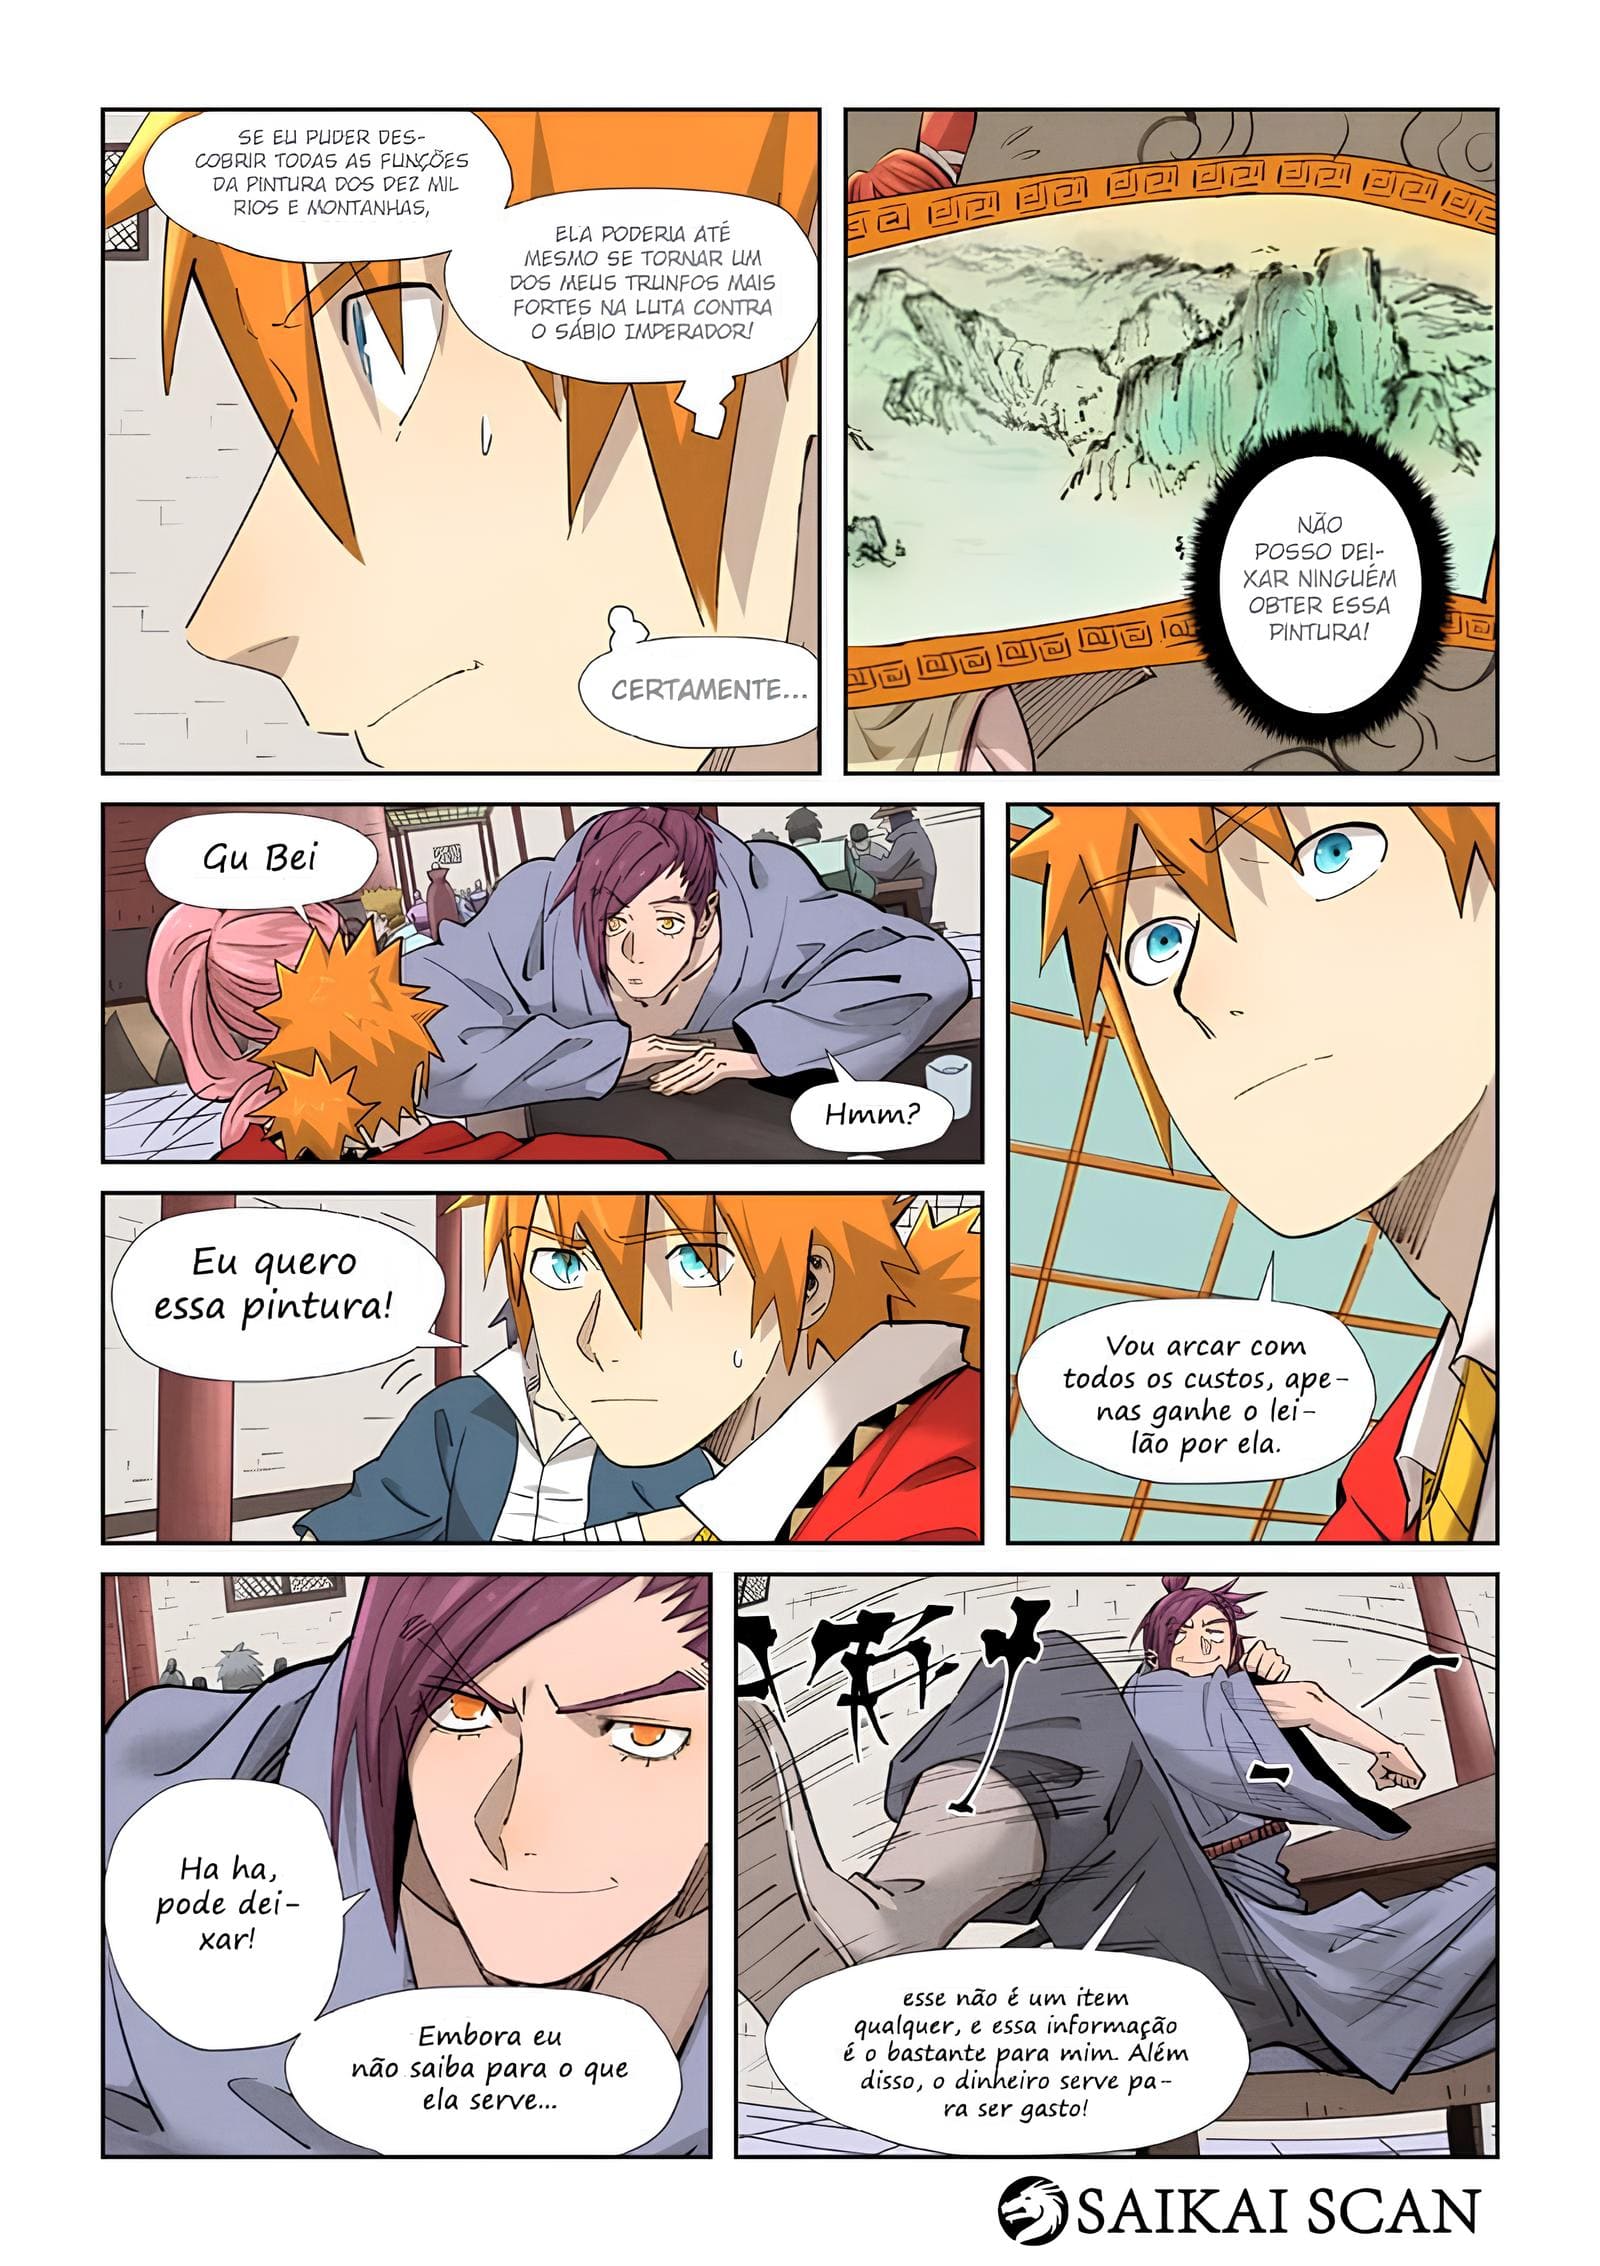 SE EU PUDER DES-
COBRIR TODAS AS FUNÇÕES
DA PINTURA DOS DEZ MIL
RIOS E MONTANHAS,
ELA PODERIA ATÉ
MESMO SE TORNAR UM
DOS MEUS TRUNFOS MAIS
FORTES NA LUTA CONTRA
O SÁBIO IMPERADOR!
CERTAMENTE...
NÃO
POSSO DEI-
XAR NINGUÉM
OBTER ESSA
PINTURA!
Gu Bei
Hmm?
Eu quero
essa pintura!
Vou arcar com
todos os custos, ape-
nas ganhe o lei-
lão por ela.
Ha ha,
pode dei-
xar!
Embora eu
não saiba para o que
ela serve...
esse não é um item
qualquer, e essa informação
é o bastante para mim. Além
disso, o dinheiro serve pa-
ra ser gasto!
SAIKAI SCAN